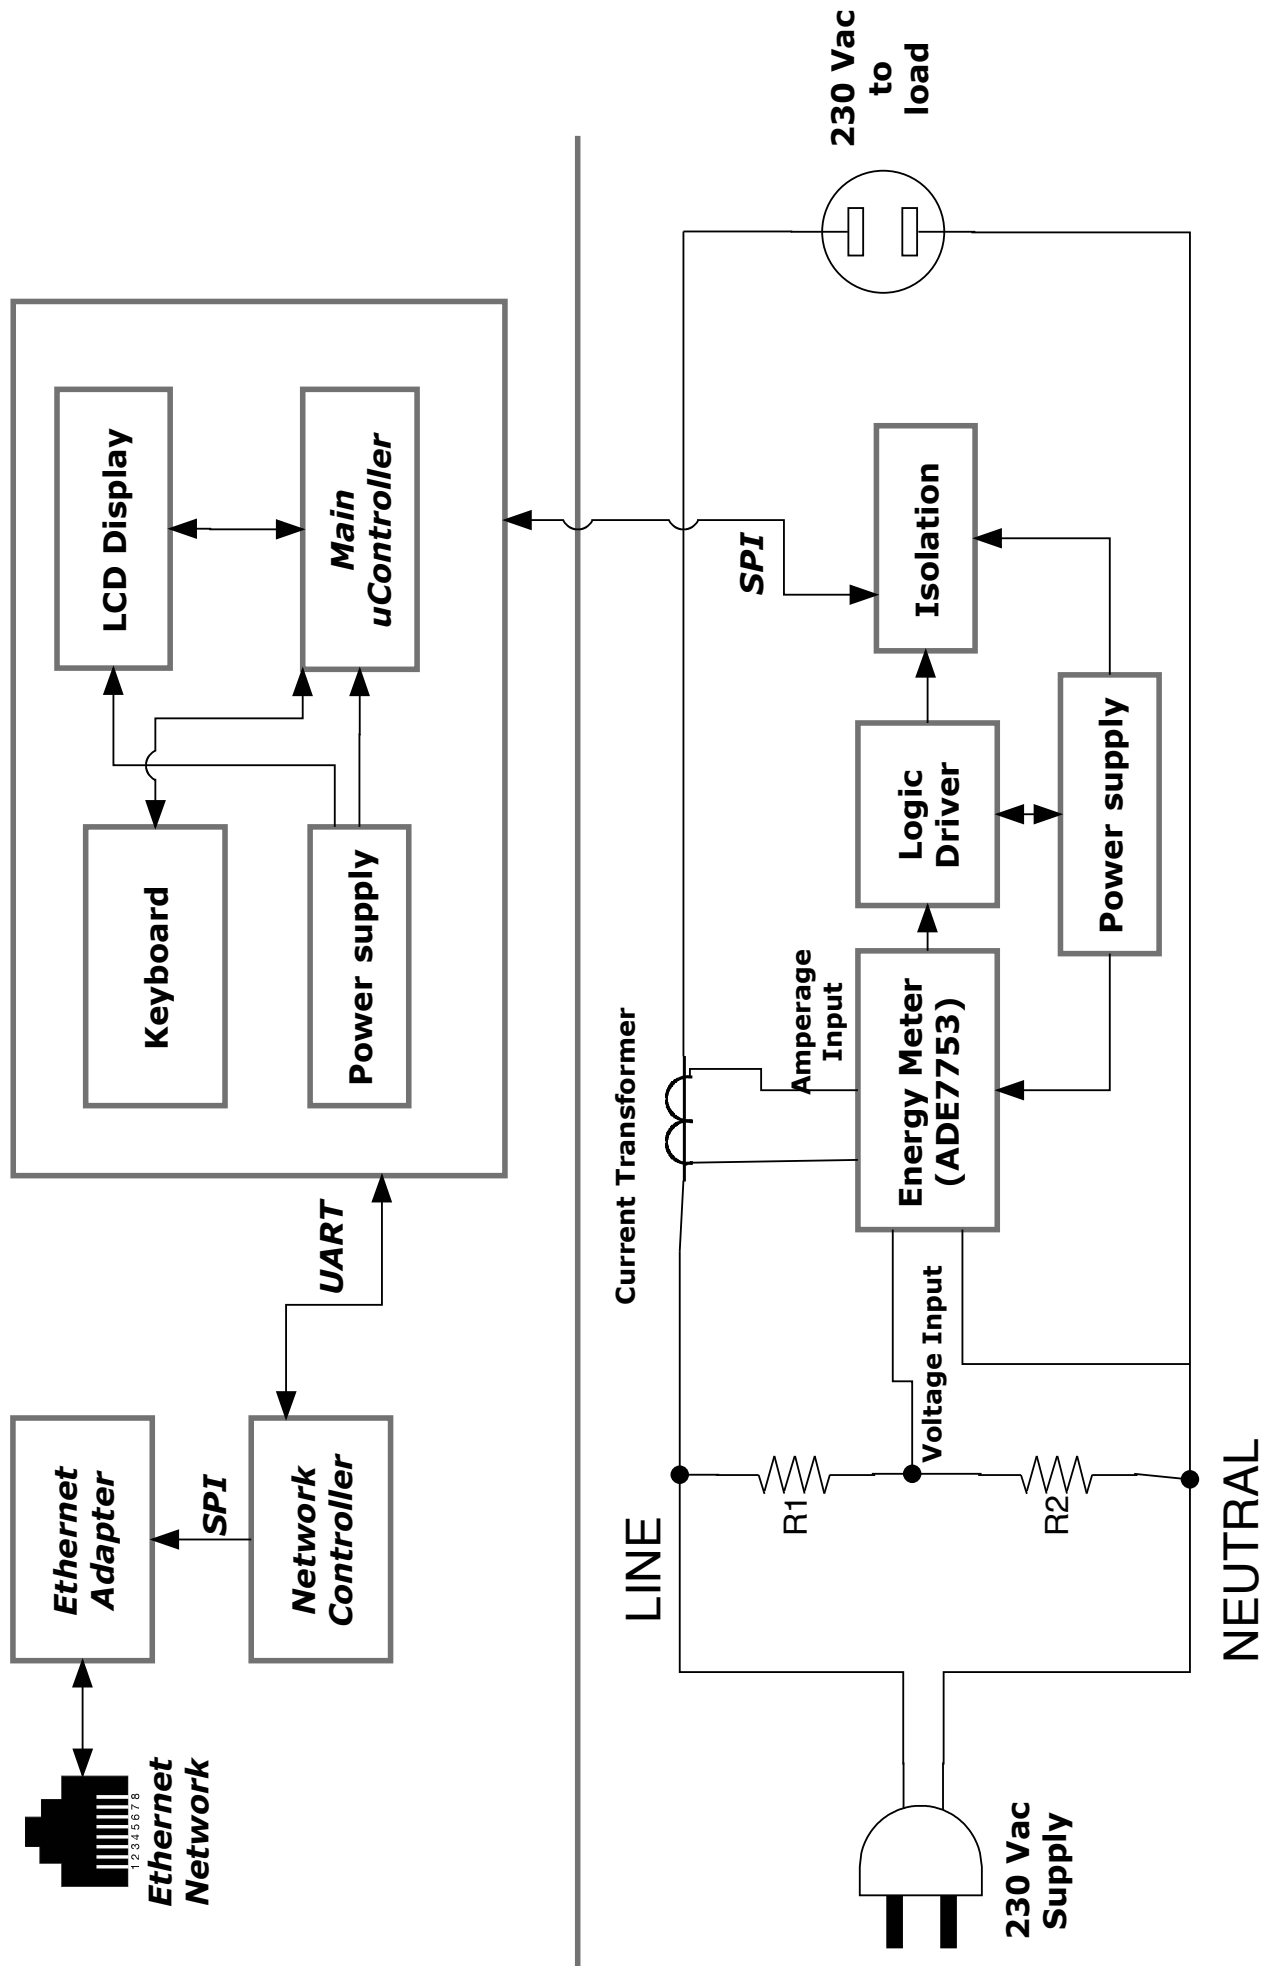 Ethernet
Network
1 2 3 4 5 6 7 8
Ethernet
Adapter
SPI
Network
Controller
UART
Keyboard
Power supply
LCD Display
Main
uController
230 Vac
Supply
LINE
NEUTRAL
R1
R2
Voltage Input
Current Transformer
Amperage
Input
Energy Meter
(ADE7753)
Logic
Driver
Power supply
SPI
Isolation
230 Vac
to
load